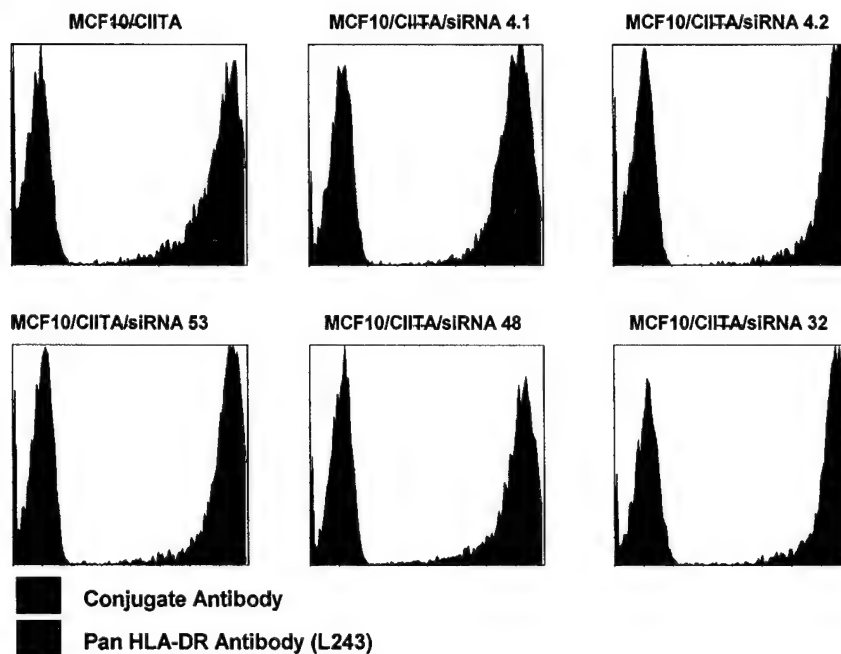 MCF10/CIITA
MCF10/CIITA/siRNA 4.1
MCF10/CIITA/siRNA 4.2
MCF10/CIITA/siRNA 53
MCF10/CIITA/siRNA 48
MCF10/CIITA/siRNA 32
Conjugate Antibody
Pan HLA-DR Antibody (L243)